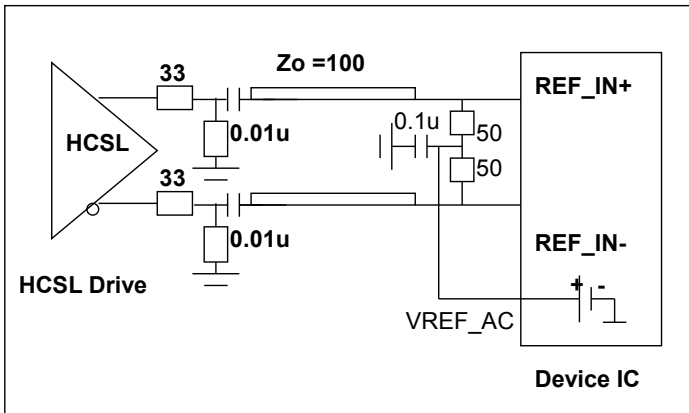 Zo =100
33
REF_IN+
0.1u
HCSL
0.01u
50
50
33
0.01u
REF_IN-
+ -
HCSL Drive
VREF_AC
Device IC